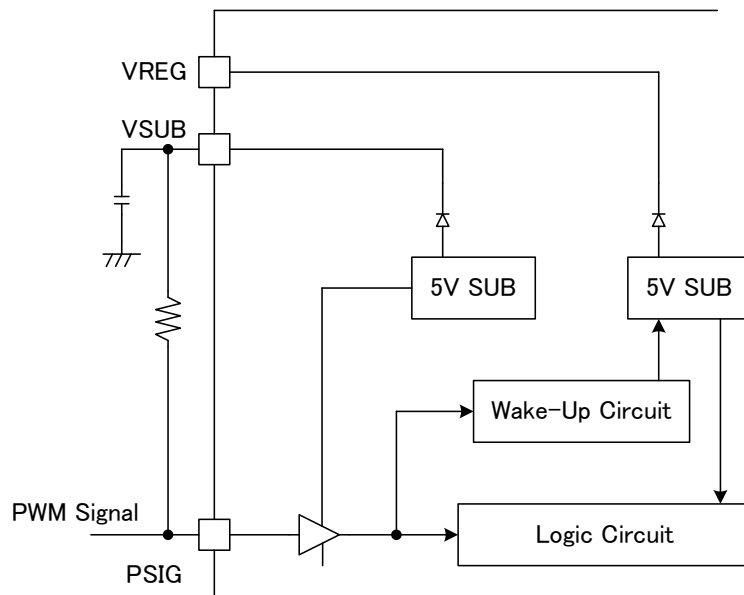 VREG
VSUB
5V SUB
5V SUB
Wake-Up Circuit
PWM Signal
Logic Circuit
PSIG